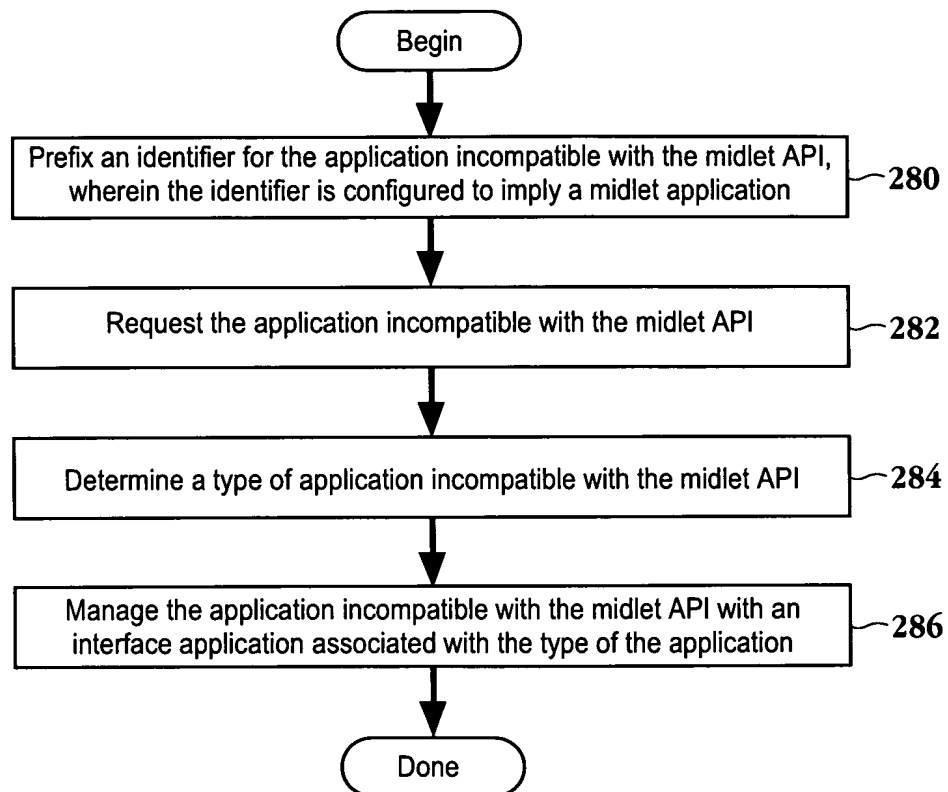 Begin
Prefix an identifier for the application incompatible with the midlet API,
wherein the identifier is configured to imply a midlet application
280
Request the application incompatible with the midlet API
282
Determine a type of application incompatible with the midlet API
284
Manage the application incompatible with the midlet API with an
interface application associated with the type of the application
286
Done